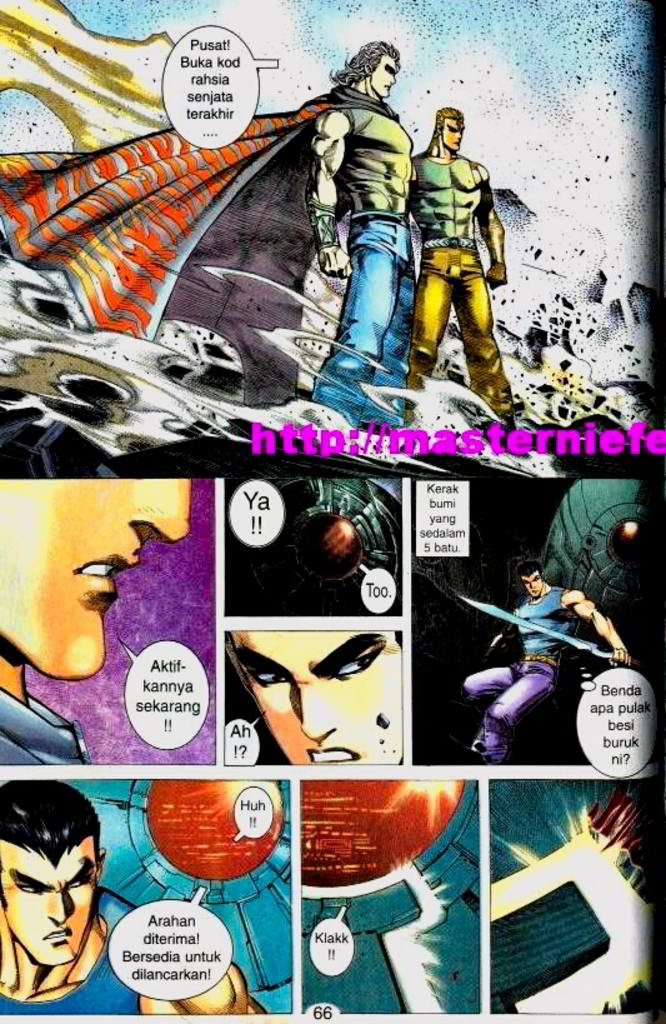 Pusat!
Buka kod
rahsia
senjata
terakhir
....
http://masterniefe
Aktif-
kannya
sekarang
!!
Ya
!!
Too.
Ah
!?
Kerak
bumi
yang
sedalam
5 batu.
Benda
apa pulak
besi
buruk
ni?
Huh
!!
Arahan
diterima!
Bersedia untuk
dilancarkan!
Klakk
!!
66